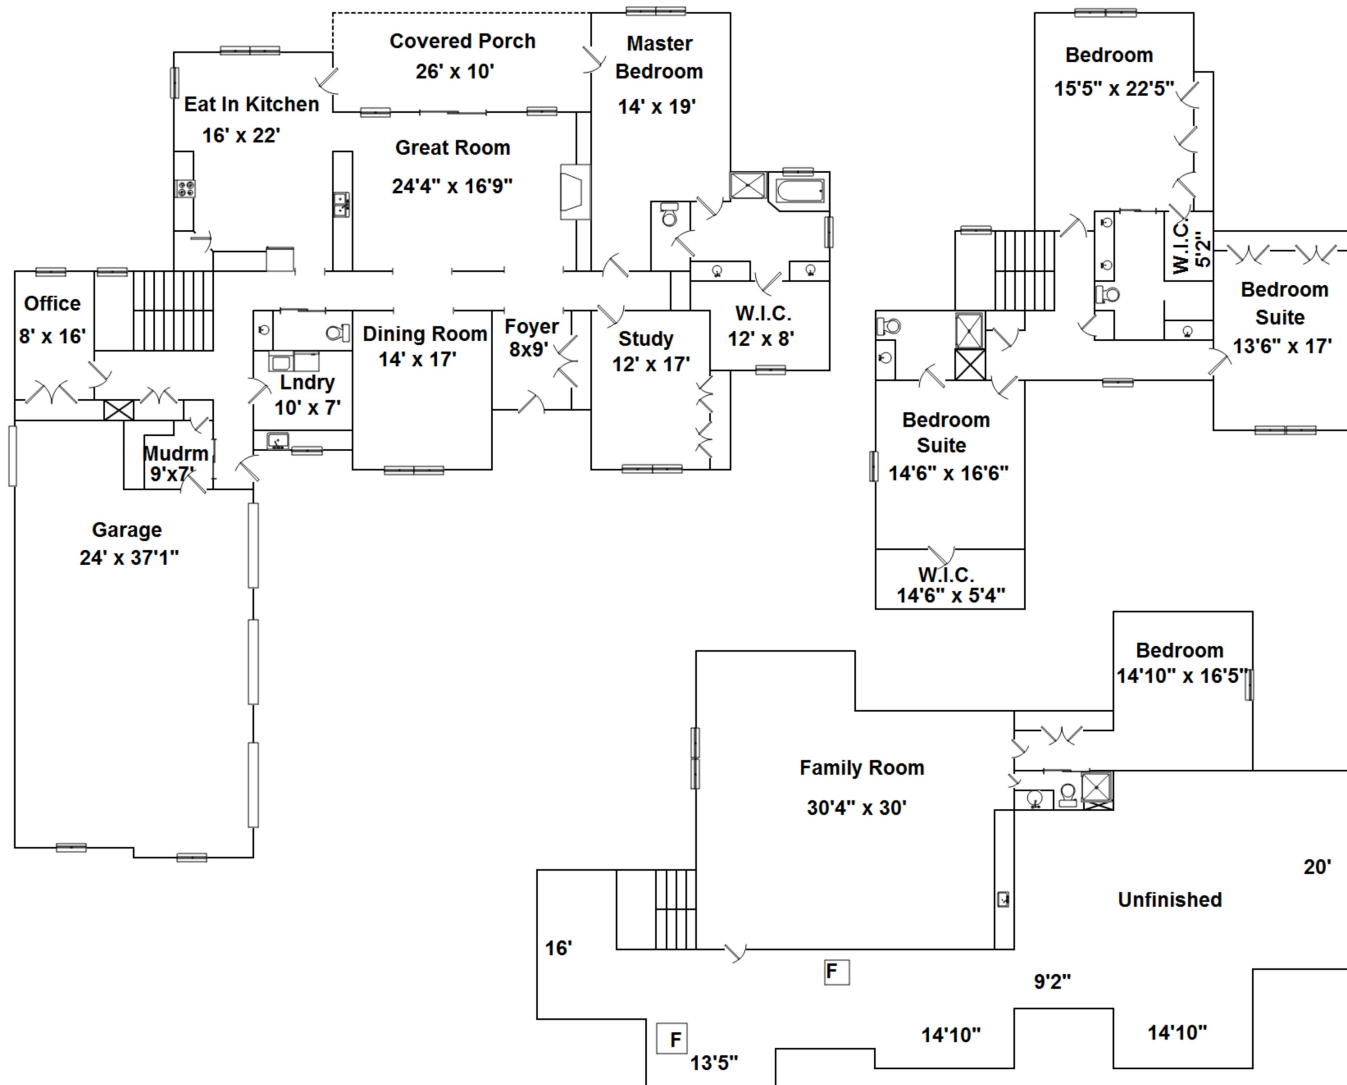 Covered Porch
26' x 10'
Master
Bedroom
14' x 19'
Eat In Kitchen
16' x 22'
Great Room
24'4" x 16'9"
Office
8' x 16'
Dining Room
14' x 17'
Foyer
8x9'
Study
12' x 17'
W.I.C.
12' x 8'
Lndry
10' x 7'
Mudrm
9'x7'
Garage
24' x 37'1"
Bedroom
15'5" x 22'5"
W.I.C.
5'2"
Bedroom
Suite
13'6" x 17'
Bedroom
Suite
14'6" x 16'6"
W.I.C.
14'6" x 5'4"
Bedroom
14'10" x 16'5"
Family Room
30'4" x 30'
20'
Unfinished
16'
F
9'2"
F
13'5"
14'10"
14'10"